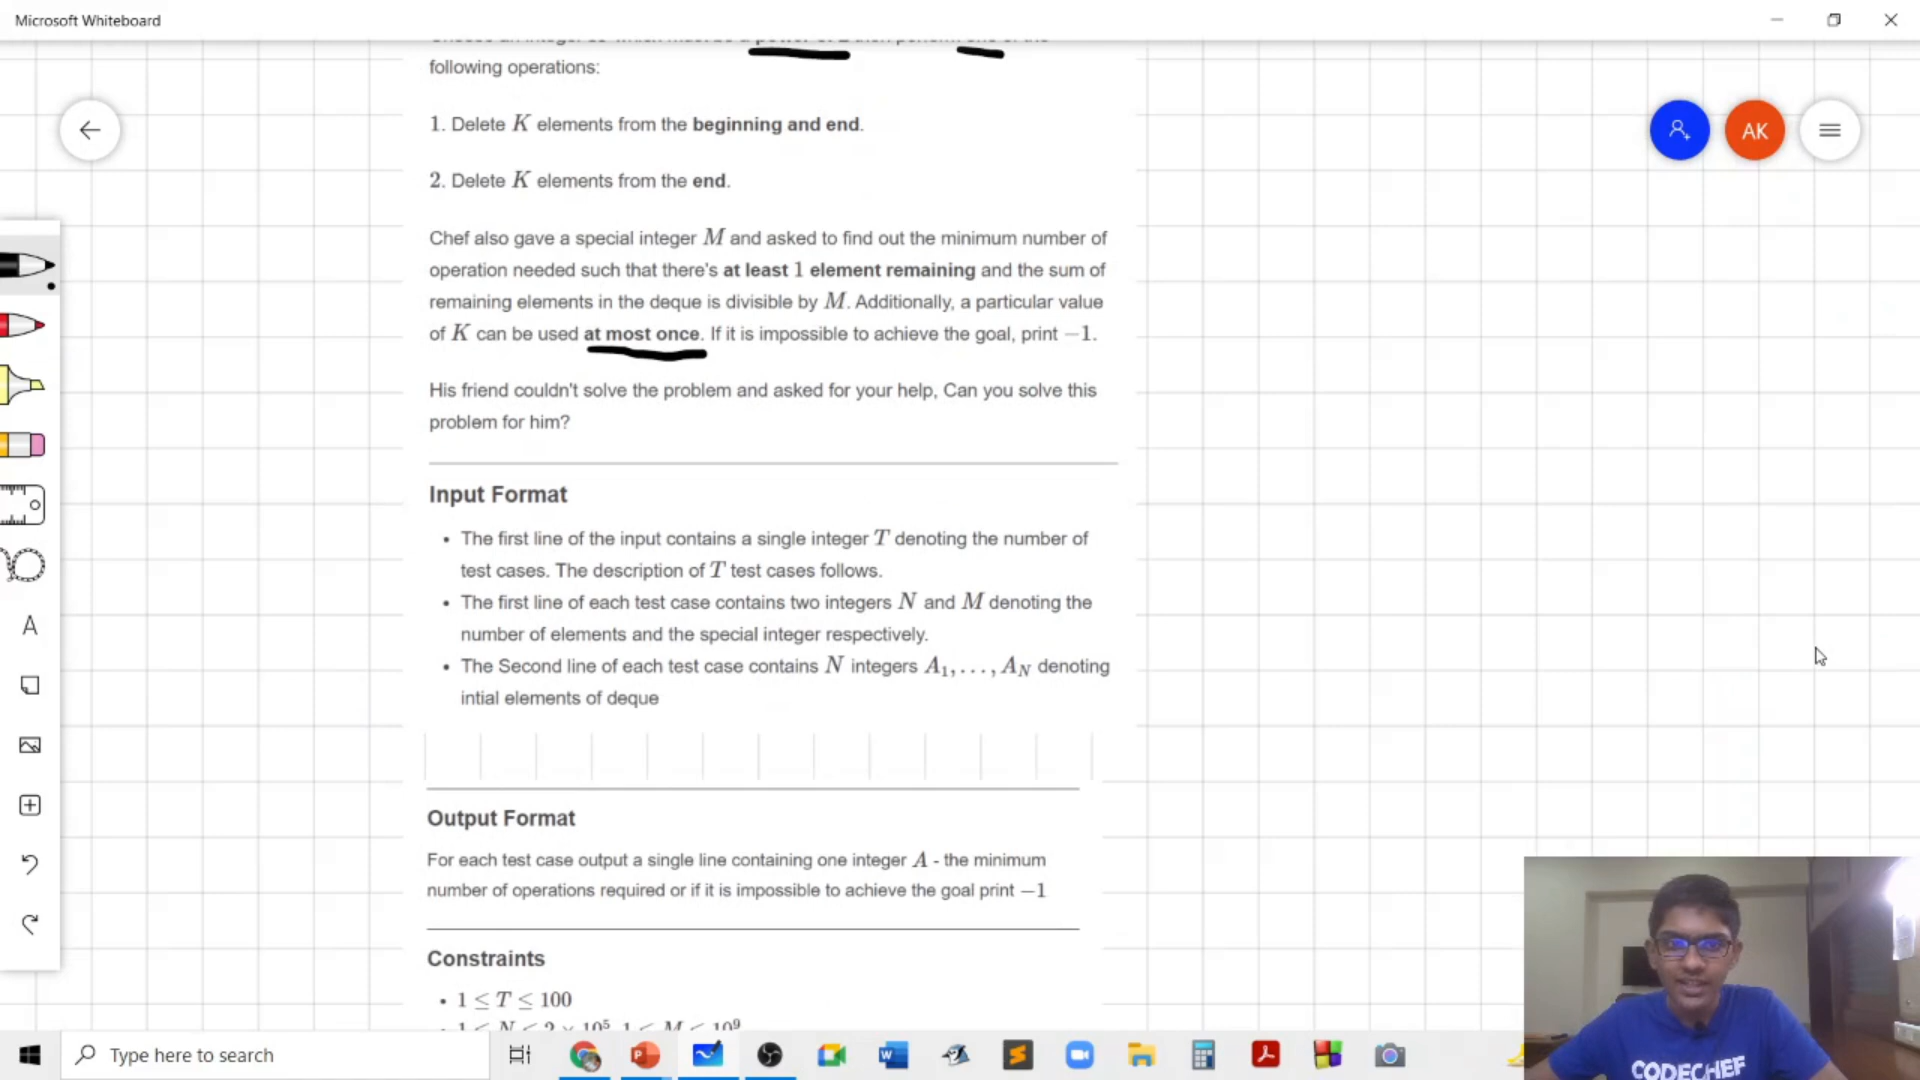 Microsoft Whiteboard
following operations:
1. Delete K elements from the beginning and end.
2. Delete K elements from the end.
Chef also gave a special integer M and asked to find out the minimum number of
operation needed such that there's at least 1 element remaining and the sum of
remaining elements in the deque is divisible by M. Additionally, a particular value
of K can be used at most once. If it is impossible to achieve the goal, print −1.
His friend couldn't solve the problem and asked for your help, Can you solve this
problem for him?
Input Format
• The first line of the input contains a single integer T denoting the number of
test cases. The description of T test cases follows.
• The first line of each test case contains two integers N and M denoting the
number of elements and the special integer respectively.
• The Second line of each test case contains N integers A₁, . . . , A_N denoting
intial elements of deque
Output Format
For each test case output a single line containing one integer A - the minimum
number of operations required or if it is impossible to achieve the goal print −1
Constraints
• 1 ≤ T ≤ 100
• 1 ≤ N ≤ 2 × 10⁵, 1 ≤ M ≤ 10⁹
AK
A
CODECHEF
Type here to search